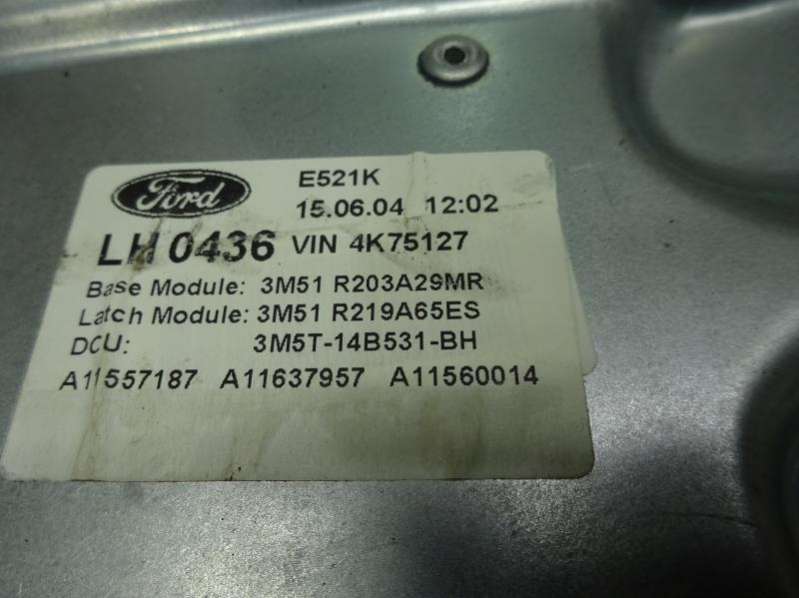 Ford E521K
15.06.04 12:02
LH 0436 VIN 4K75127
Base Module: 3M51 R203A29MR
Latch Module: 3M51 R219A65ES
DCU: 3M5T-14B531-BH
A11557187 A11637957 A11560014